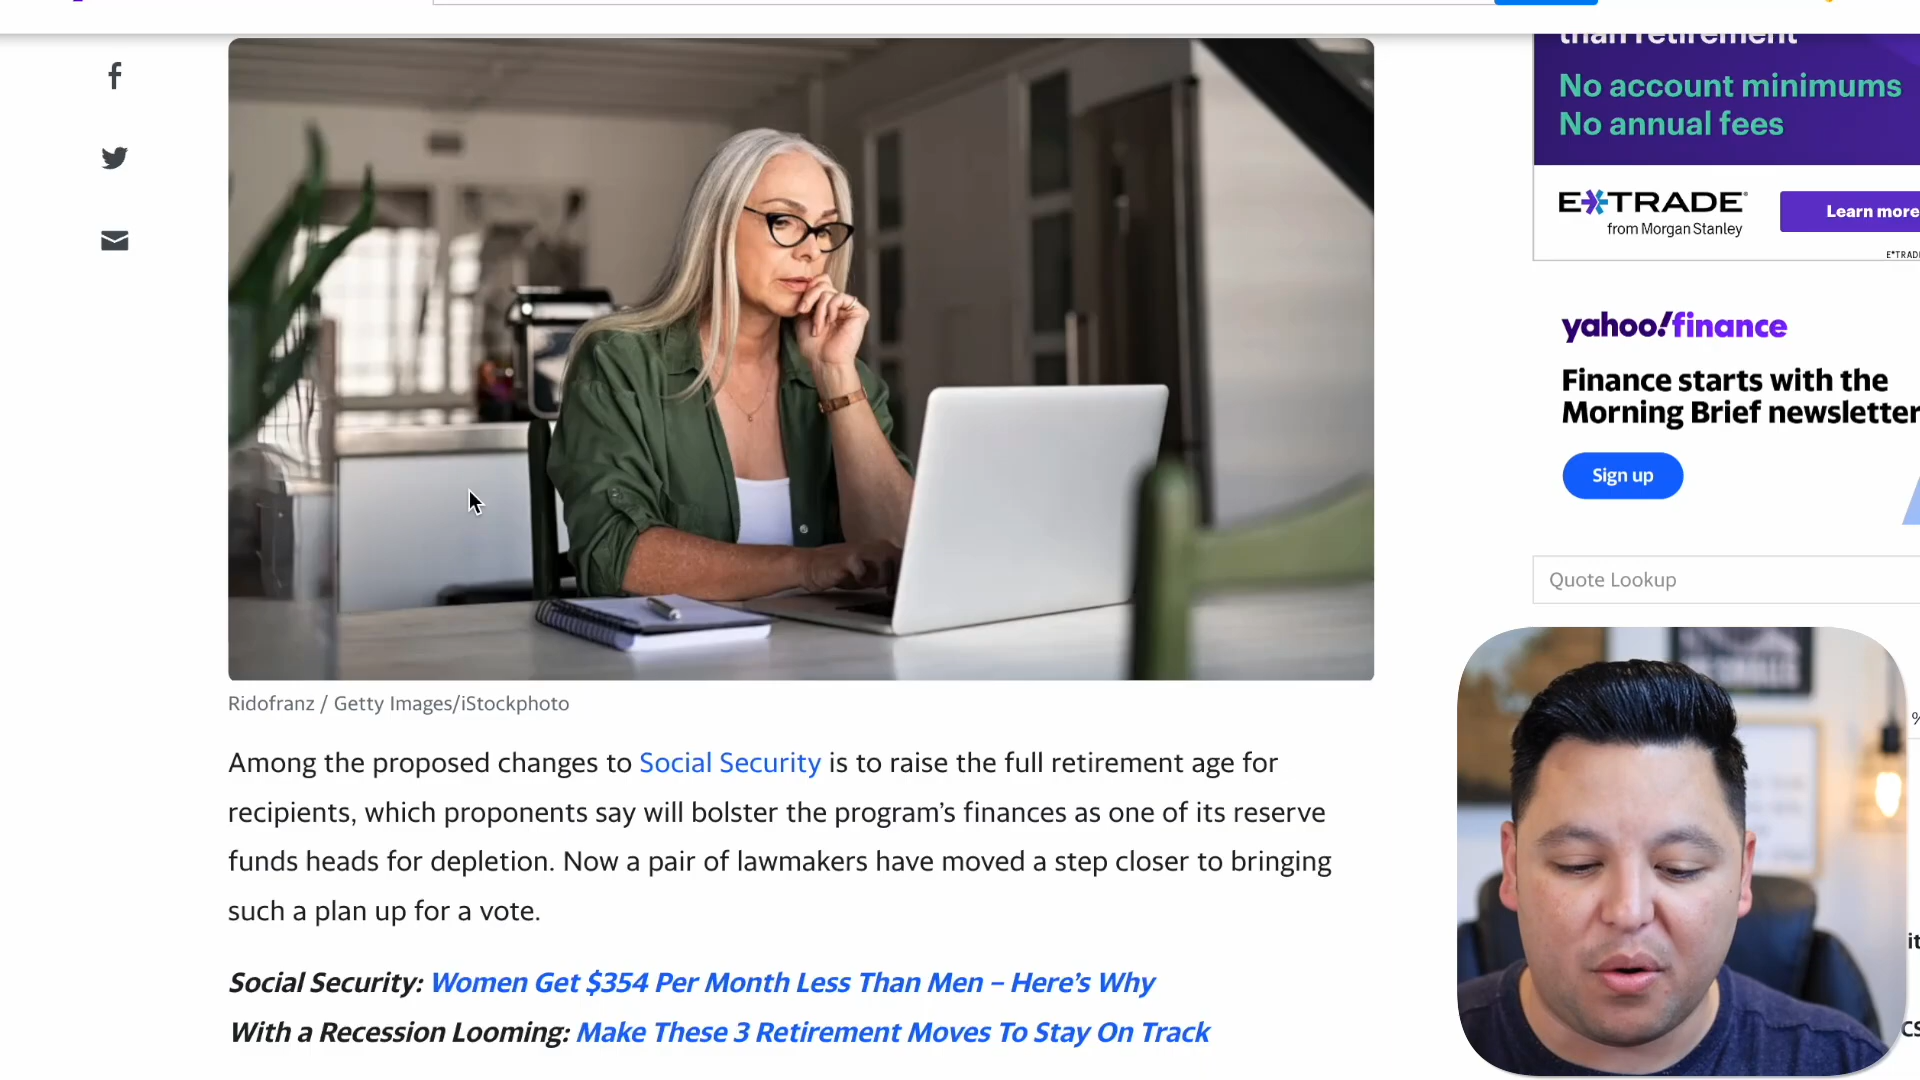 than retirement
No account minimums
No annual fees
E*TRADE
from Morgan Stanley
Learn more
yahoo!finance
Finance starts with the
Morning Brief newsletter
Sign up
Quote Lookup
Ridofranz / Getty Images/iStockphoto
Among the proposed changes to Social Security is to raise the full retirement age for
recipients, which proponents say will bolster the program’s finances as one of its reserve
funds heads for depletion. Now a pair of lawmakers have moved a step closer to bringing
such a plan up for a vote.
Social Security: Women Get $354 Per Month Less Than Men – Here’s Why
With a Recession Looming: Make These 3 Retirement Moves To Stay On Track